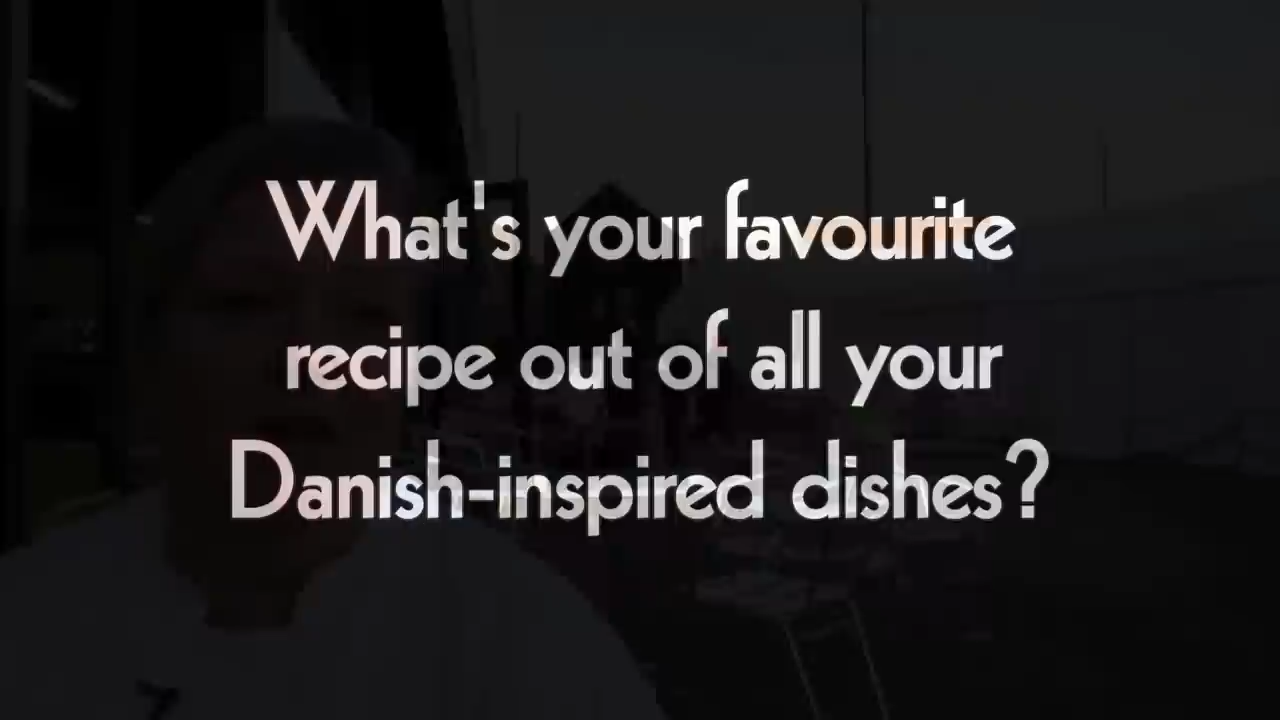 What's your favourite
recipe out of all your
Danish-inspired dishes?